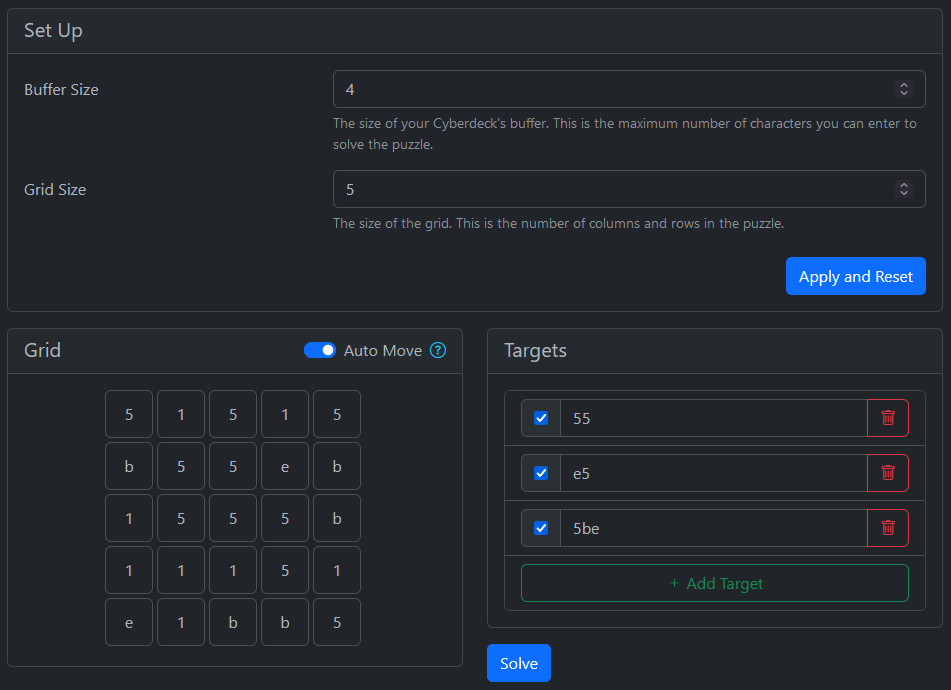 Set Up
Buffer Size
4
The size of your Cyberdeck's buffer. This is the maximum number of characters you can enter to
solve the puzzle.
Grid Size
5
The size of the grid. This is the number of columns and rows in the puzzle.
Apply and Reset
Grid
Auto Move ?
5 1 5 1 5
b 5 5 e b
1 5 5 5 b
1 1 1 5 1
e 1 b b 5
Targets
55
e5
5be
+ Add Target
Solve